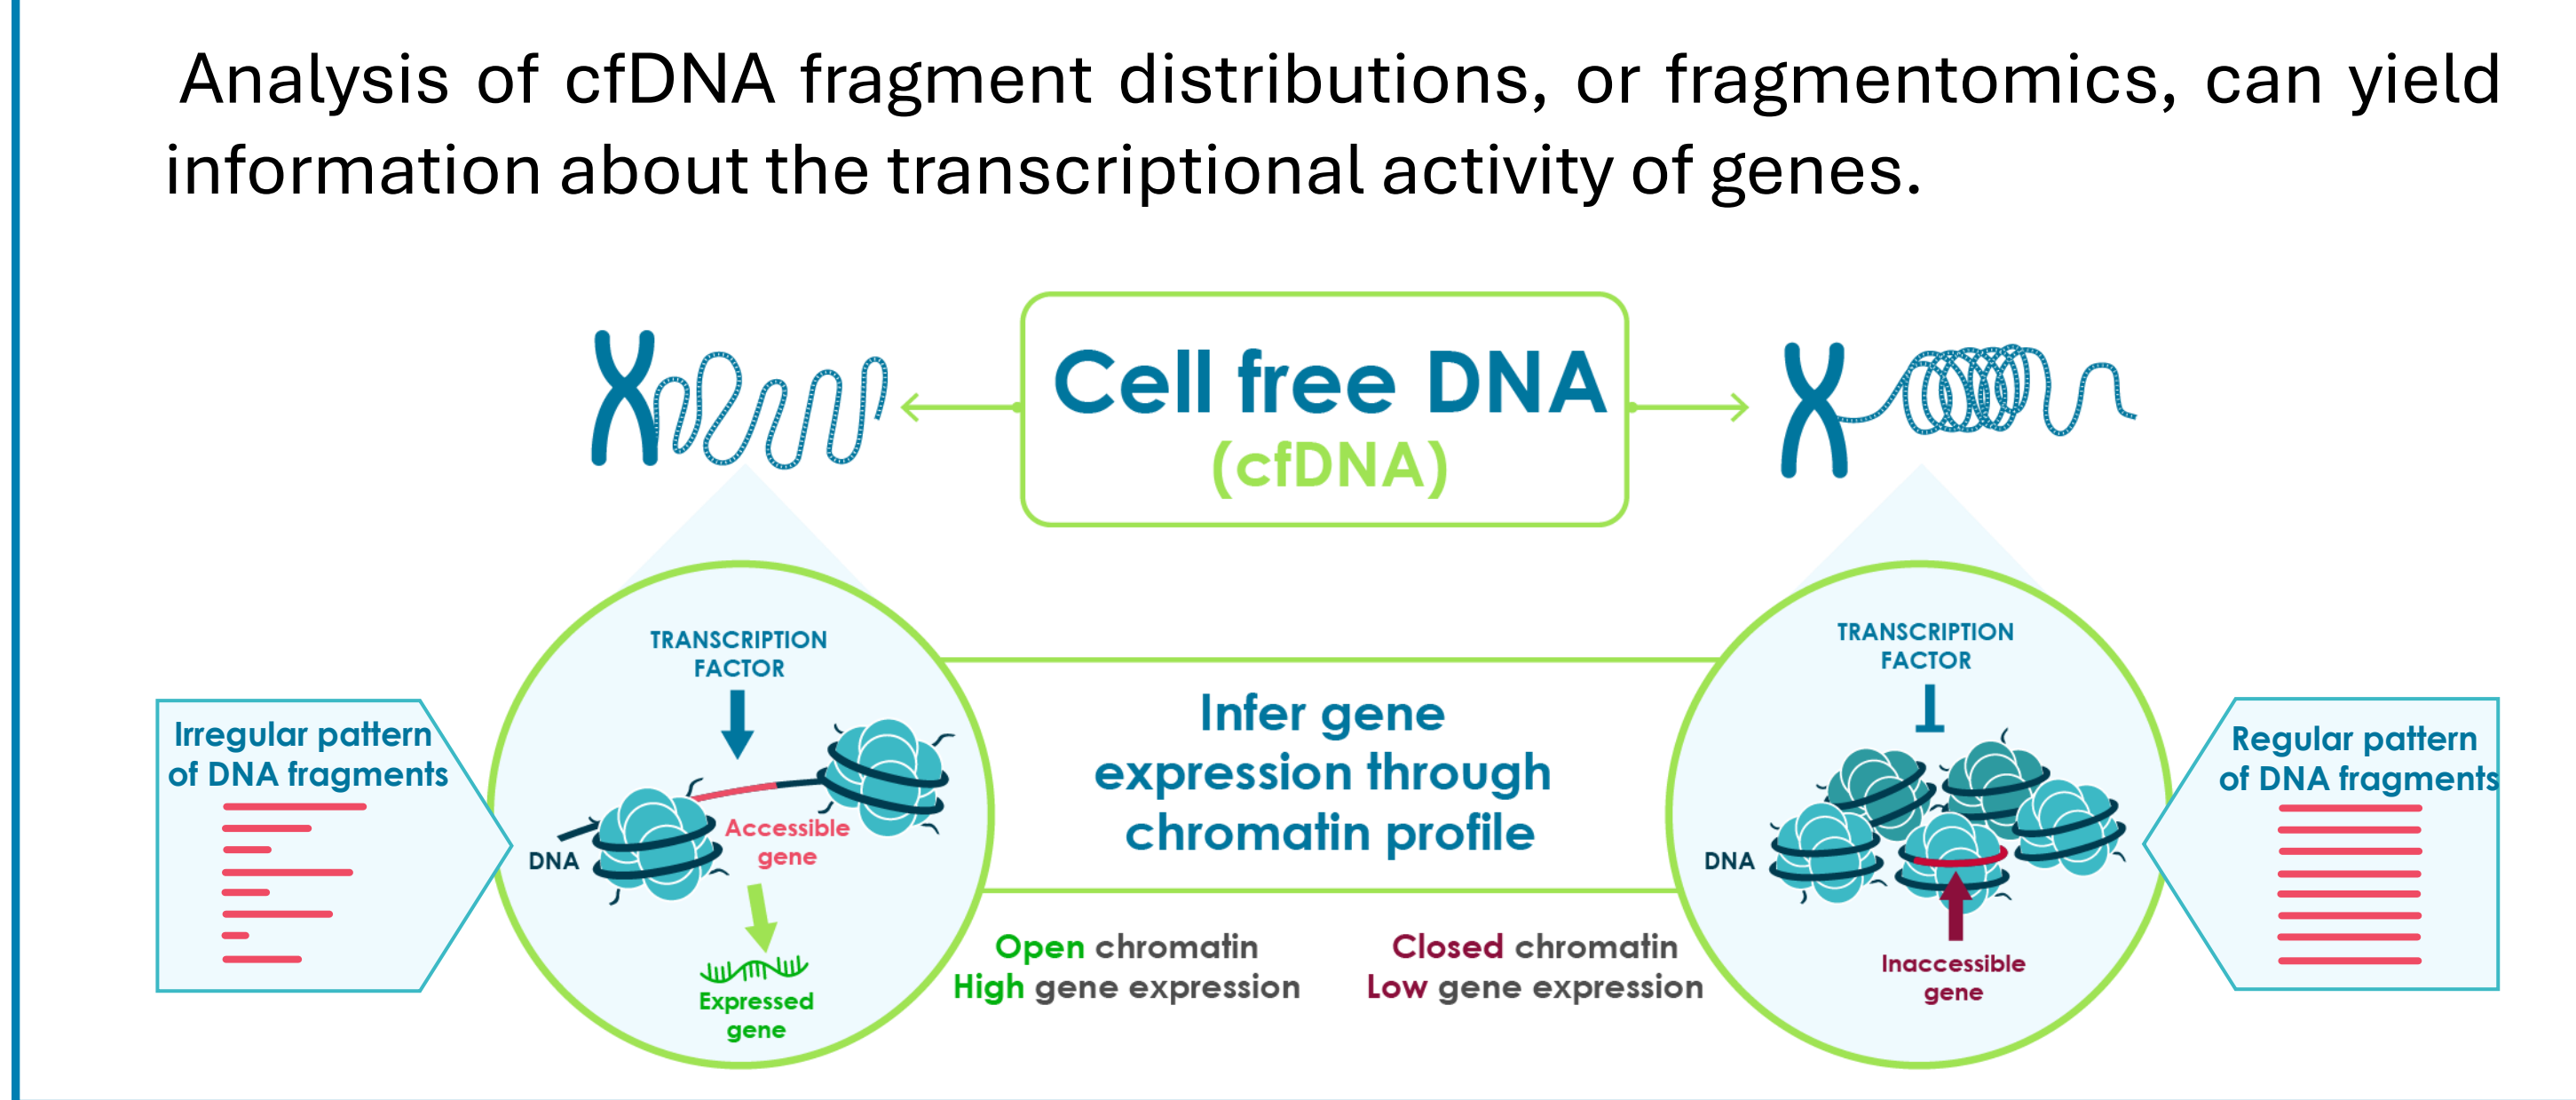 Analysis of cfDNA fragment distributions, or fragmentomics, can yield
information about the transcriptional activity of genes.
Cell free DNA
(cfDNA)
TRANSCRIPTION
FACTOR
Accessible
gene
DNA
Expressed
gene
Irregular pattern
of DNA fragments
Infer gene
expression through
chromatin profile
Open chromatin
High gene expression
Closed chromatin
Low gene expression
TRANSCRIPTION
FACTOR
DNA
Inaccessible
gene
Regular pattern
of DNA fragments